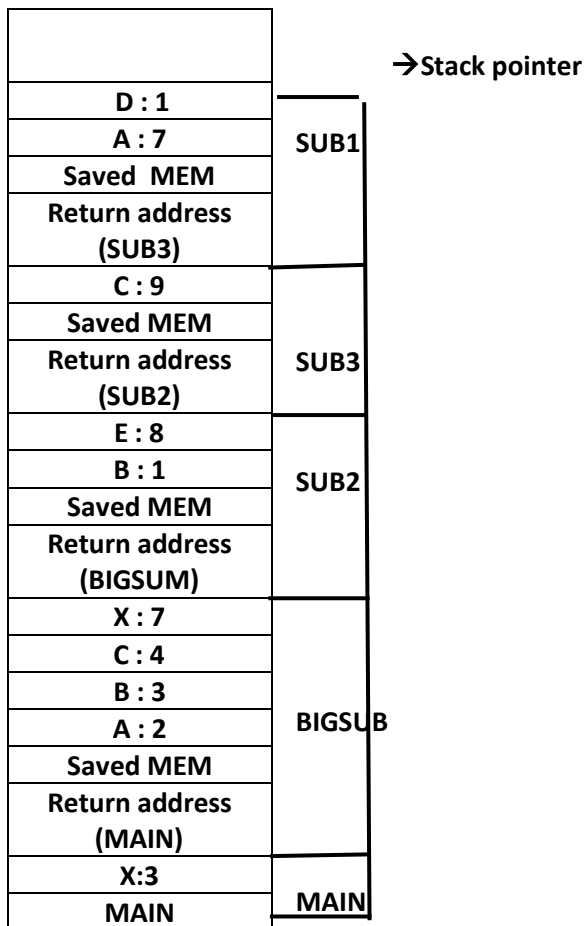 →Stack pointer
D : 1
A : 7
SUB1
Saved MEM
Return address
(SUB3)
C : 9
Saved MEM
Return address
(SUB2)
SUB3
E : 8
B : 1
SUB2
Saved MEM
Return address
(BIGSUM)
X : 7
C : 4
B : 3
A : 2
BIGSUB
Saved MEM
Return address
(MAIN)
X:3
MAIN
MAIN